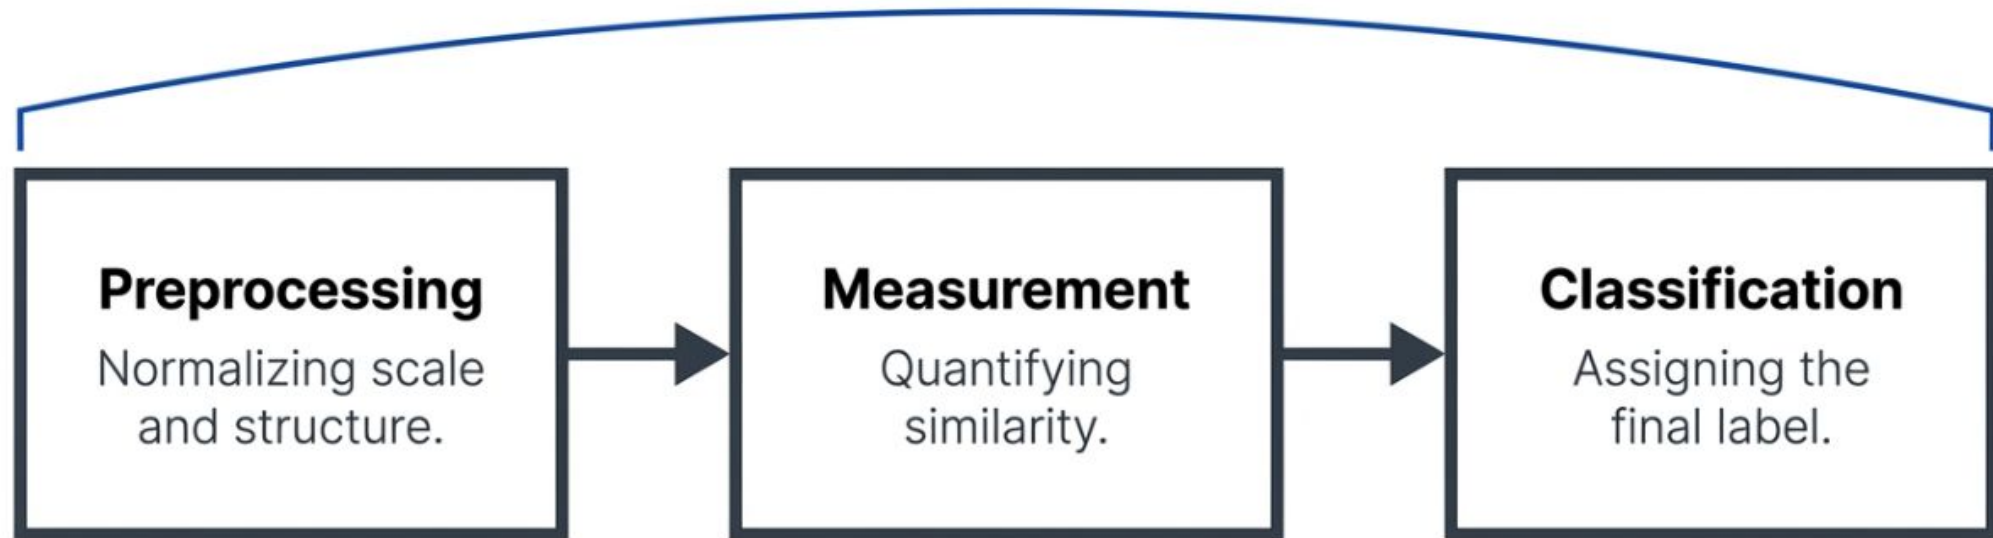 Preprocessing
Normalizing scale
and structure.
Measurement
Quantifying
similarity.
Classification
Assigning the
final label.